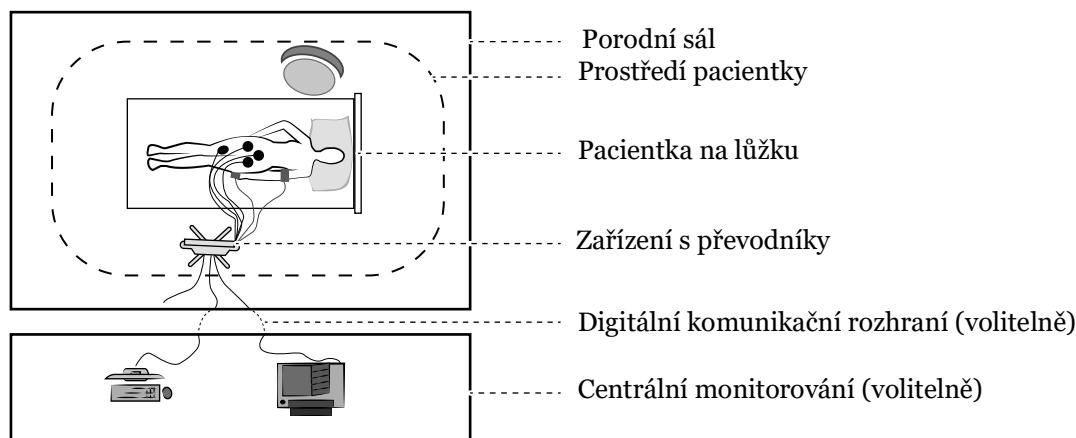 Porodní sál
Prostředí pacientky
Pacientka na lůžku
Zařízení s převodníky
Digitální komunikační rozhraní (volitelně)
Centrální monitorování (volitelně)